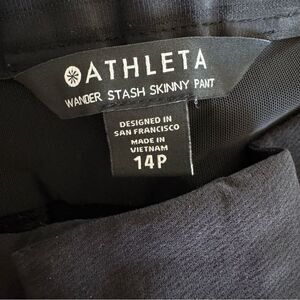 ATHLETA
WANDER STASH SKINNY PANT
DESIGNED IN
SAN FRANCISCO
MADE IN
VIETNAM
14P